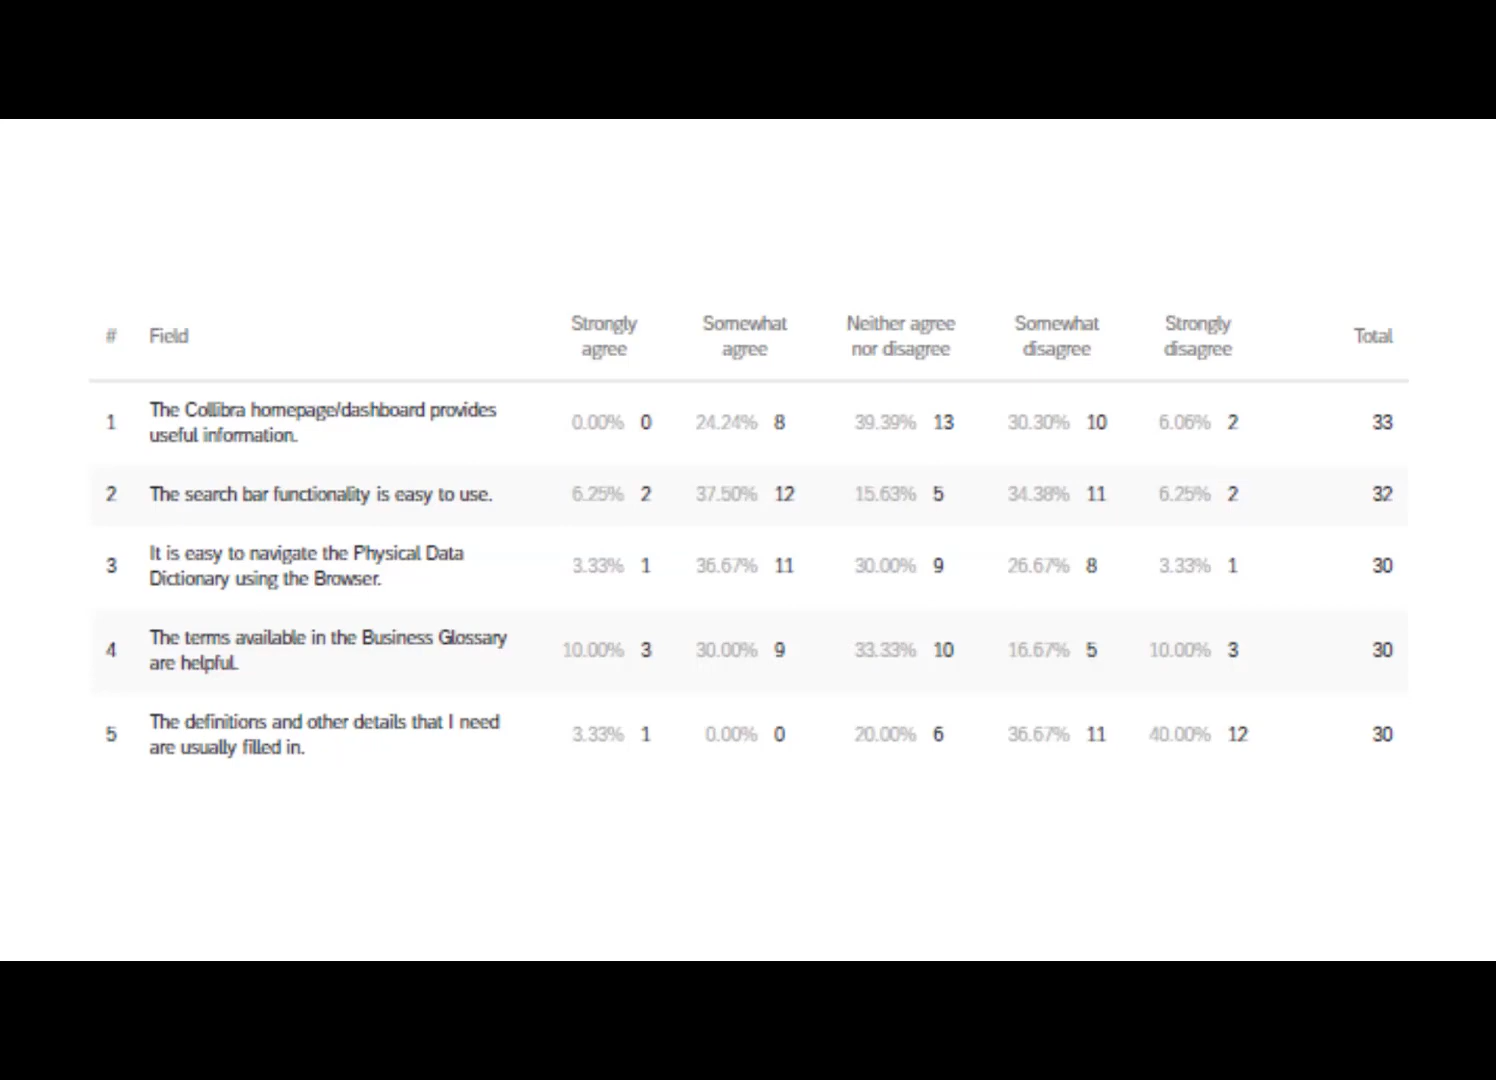 # Field Strongly agree Somewhat agree Neither agree nor disagree Somewhat disagree Strongly disagree Total
1 The Collibra homepage/dashboard provides useful information. 0.00% 0 24.24% 8 39.39% 13 30.30% 10 6.06% 2 33
2 The search bar functionality is easy to use. 6.25% 2 37.50% 12 15.63% 5 34.38% 11 6.25% 2 32
3 It is easy to navigate the Physical Data Dictionary using the Browser. 3.33% 1 36.67% 11 30.00% 9 26.67% 8 3.33% 1 30
4 The terms available in the Business Glossary are helpful. 10.00% 3 30.00% 9 33.33% 10 16.67% 5 10.00% 3 30
5 The definitions and other details that I need are usually filled in. 3.33% 1 0.00% 0 20.00% 6 36.67% 11 40.00% 12 30